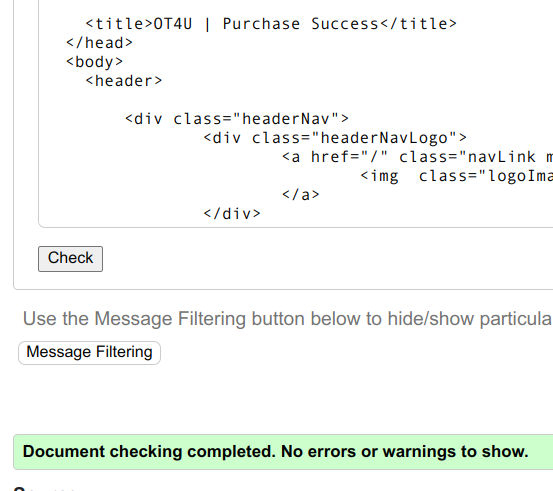 <title>OT4U | Purchase Success</title>
</head>
<body>
<header>
<div class="headerNav">
<div class="headerNavLogo">
<a href="/" class="navLink m
<img class="logoIma
</a>
</div>
Check
Use the Message Filtering button below to hide/show particula
Message Filtering
Document checking completed. No errors or warnings to show.